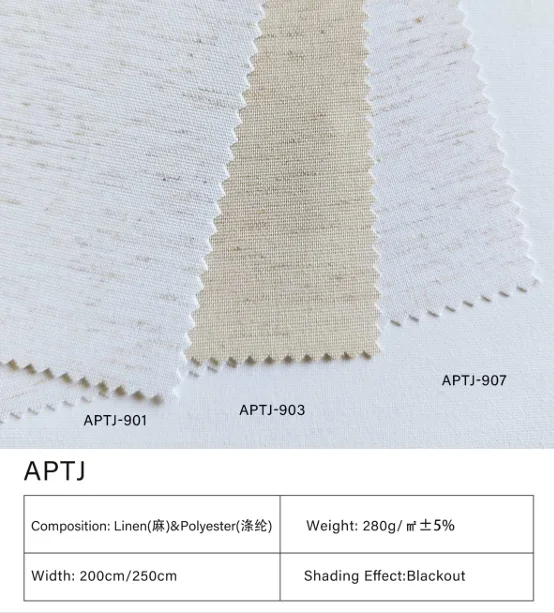 APTJ-907
APTJ-903
APTJ-901
APTJ
Composition: Linen(麻)&Polyester(涤纶)
Weight: 280g/㎡±5%
Width: 200cm/250cm
Shading Effect:Blackout